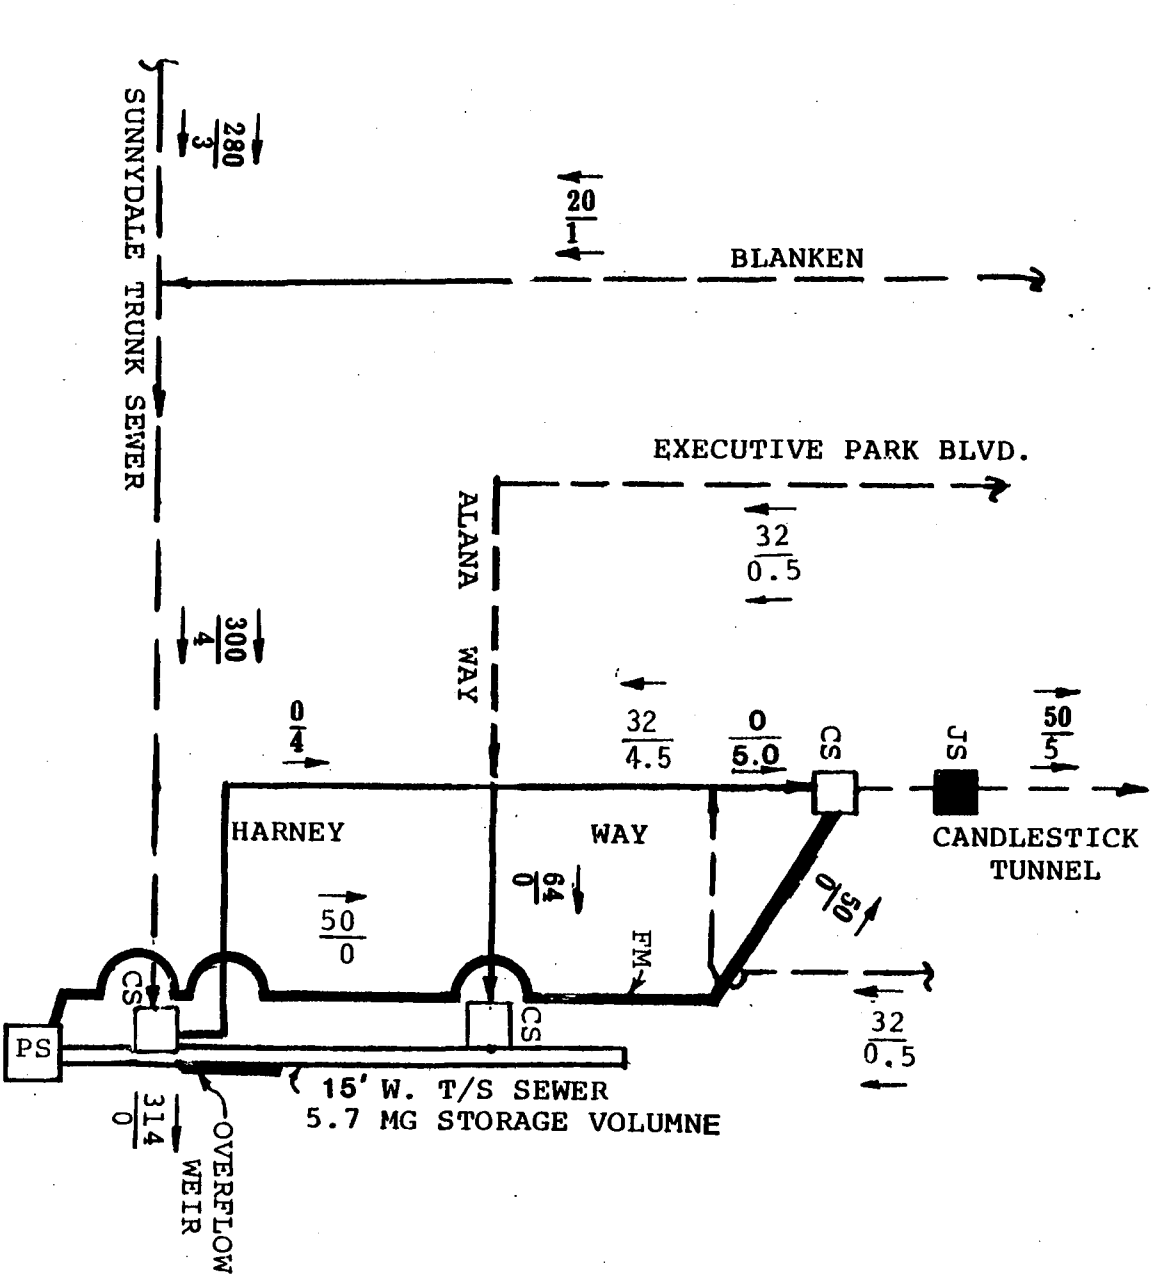 SUNNYDALE TRUNK SEWER
280
3
20
1
BLANKEN
EXECUTIVE PARK BLVD.
32
0.5
ALANA WAY
300
4
0
4
32
4.5
0
5.0
CS
JS
50
5
HARNEY WAY
CANDLESTICK
TUNNEL
64
0
50
0
50
0
FM
CS
CS
32
0.5
PS
15' W. T/S SEWER
5.7 MG STORAGE VOLUMNE
314
0
OVERFLOW
WEIR